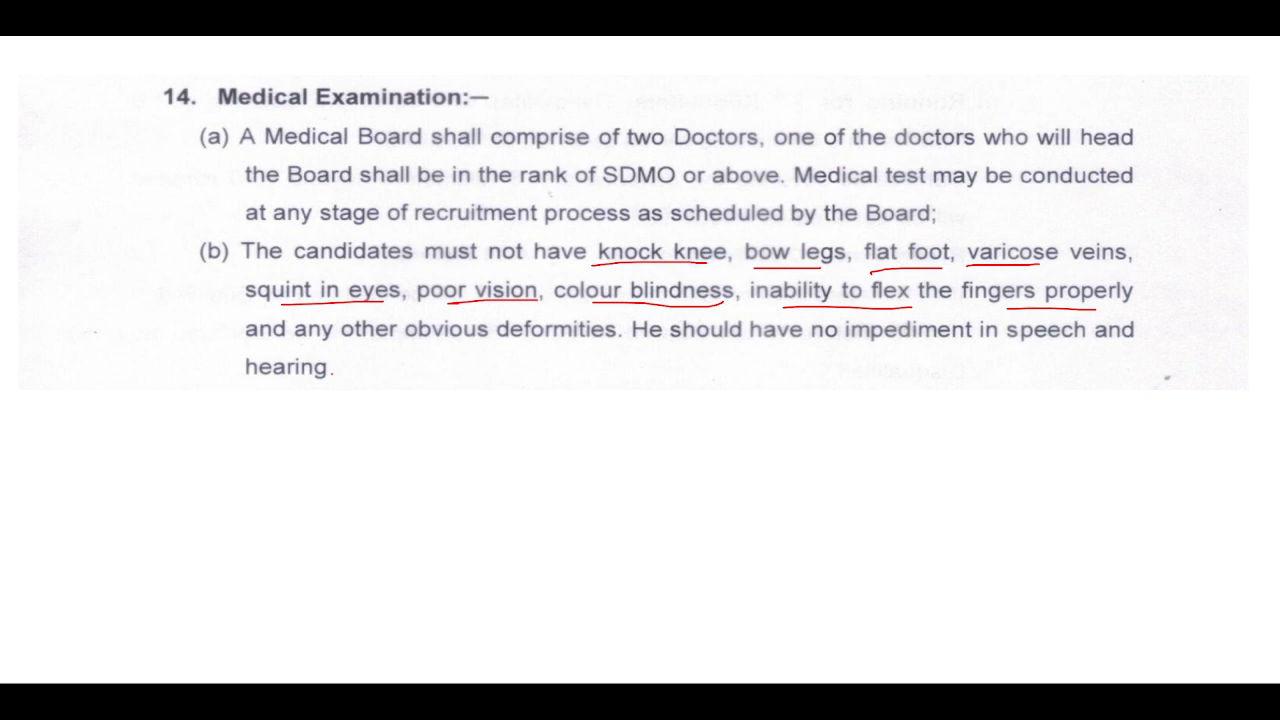 14. Medical Examination:—
(a) A Medical Board shall comprise of two Doctors, one of the doctors who will head
the Board shall be in the rank of SDMO or above. Medical test may be conducted
at any stage of recruitment process as scheduled by the Board;
(b) The candidates must not have knock knee, bow legs, flat foot, varicose veins,
squint in eyes, poor vision, colour blindness, inability to flex the fingers properly
and any other obvious deformities. He should have no impediment in speech and
hearing.